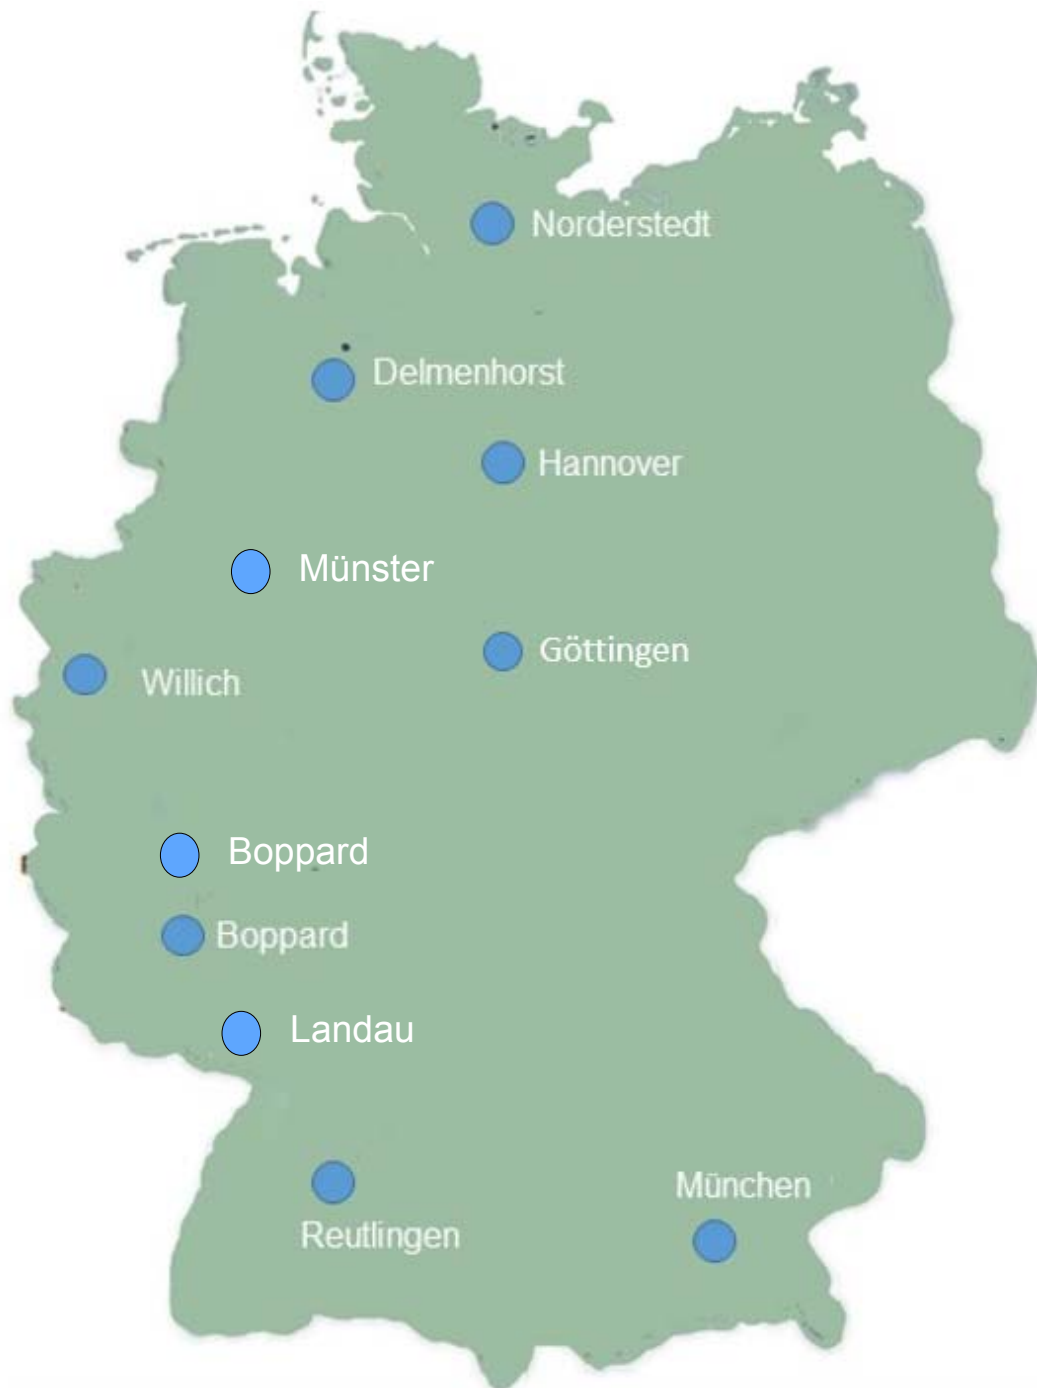 Norderstedt
Delmenhorst
Hannover
Münster
Göttingen
Willich
Boppard
Boppard
Landau
München
Reutlingen